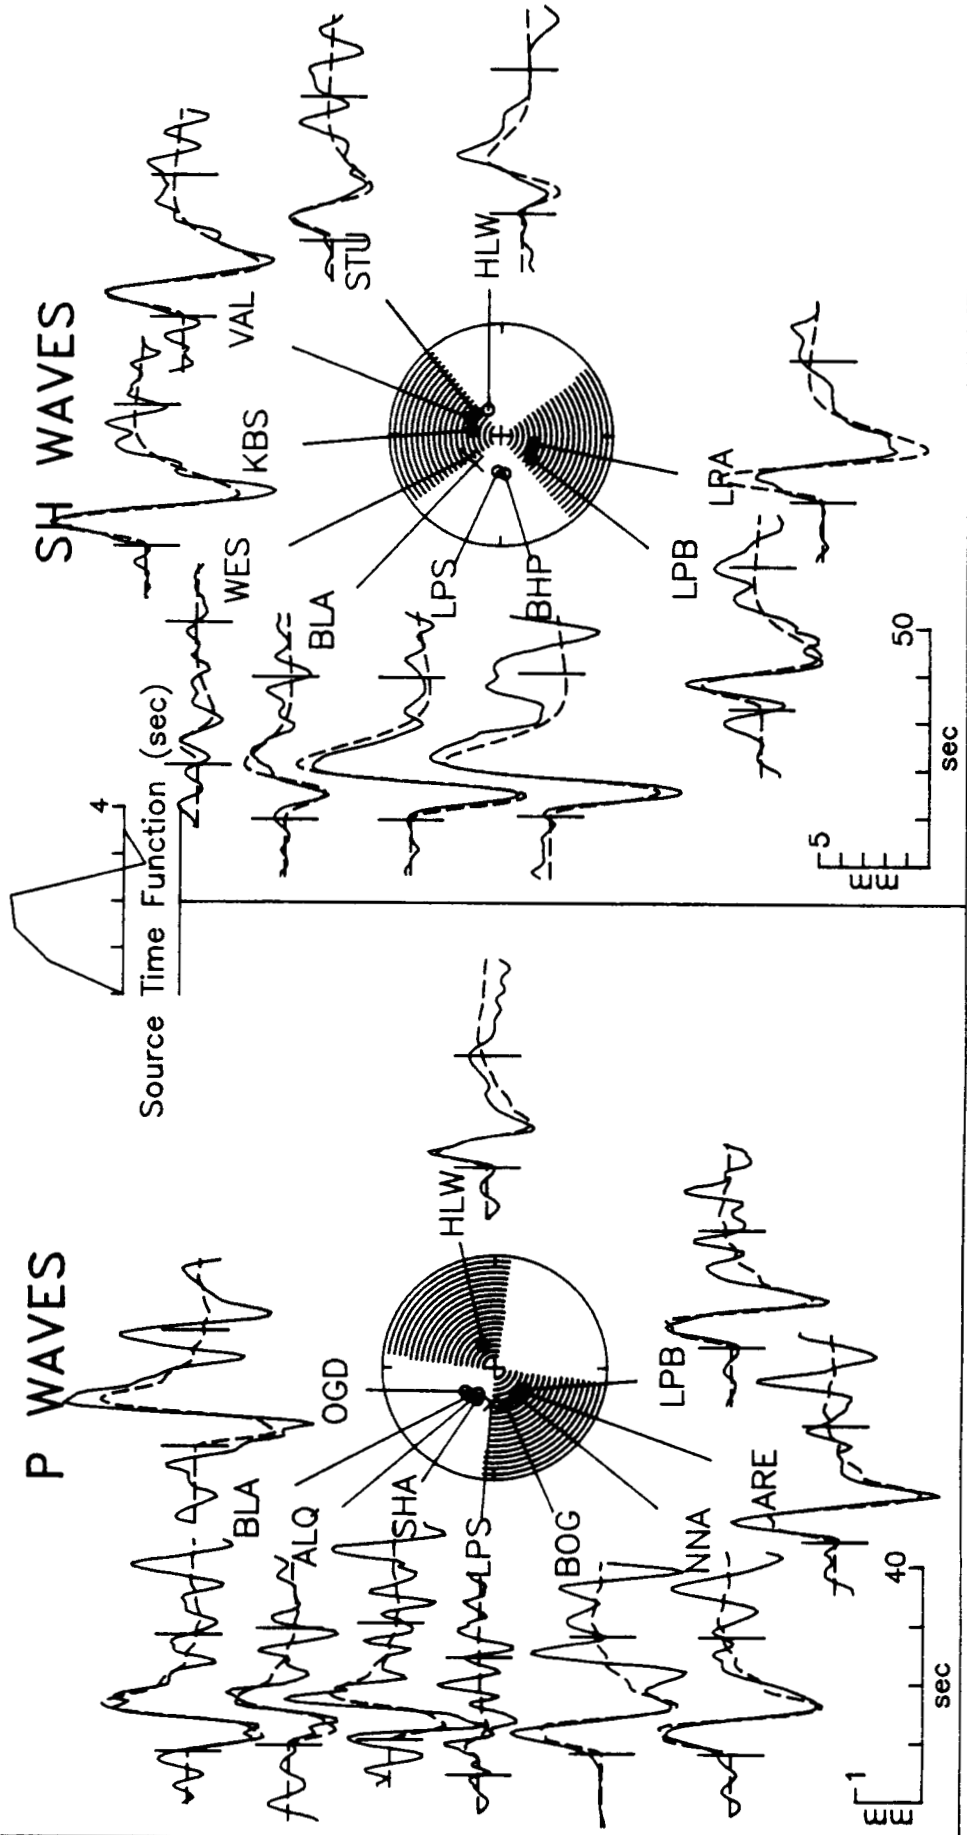 P WAVES
OGD
HLW
BLA
ALQ
SHA
LPS
BOG
NNA
ARE
LPB
1
mm
40
sec
Source Time Function (sec)
4
SH WAVES
VAL
STU
KBS
WES
HLW
BLA
LPS
BHP
LPB
LPA
5
mm
50
sec